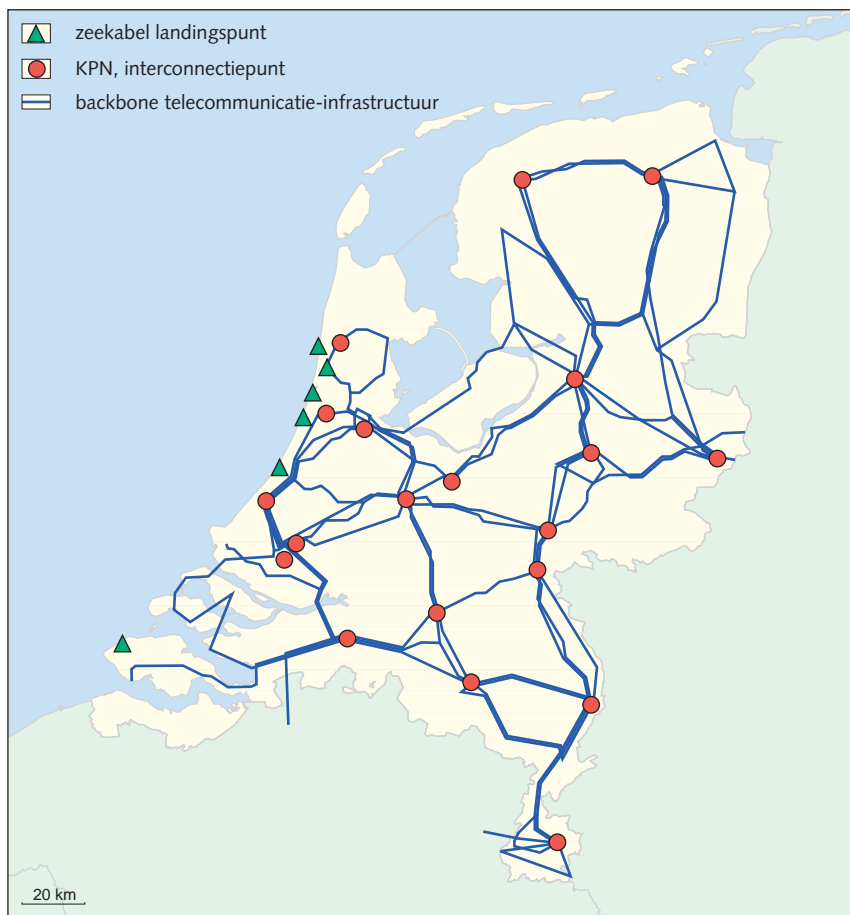 zeekabel landingspunt
KPN, interconnectiepunt
backbone telecommunicatie-infrastructuur
20 km